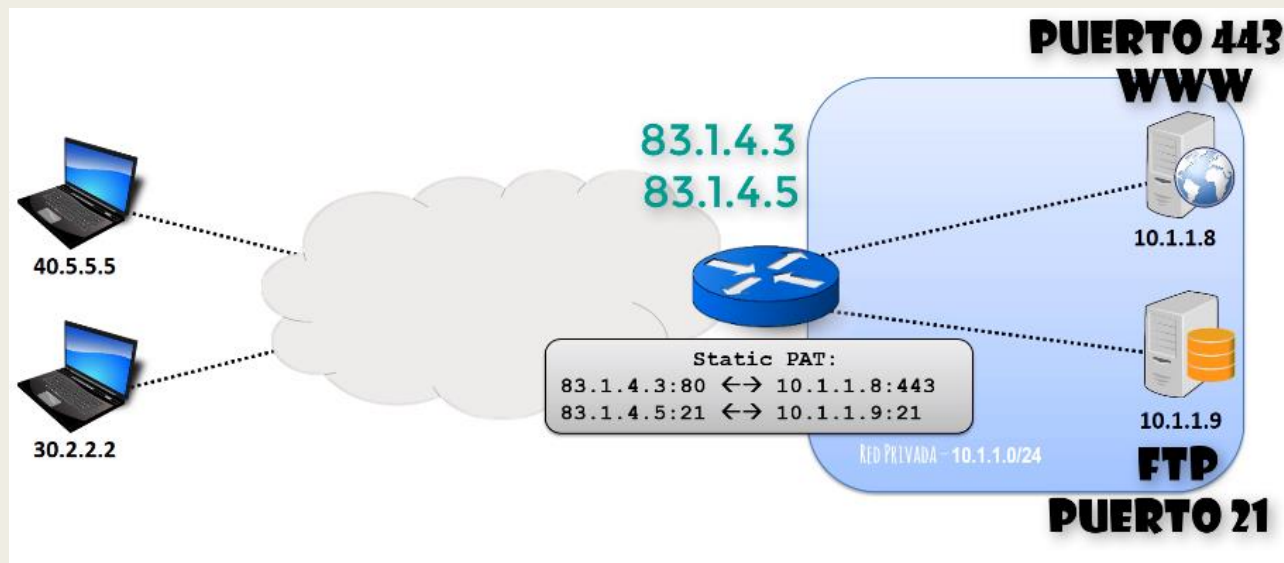 PUERTO 443
WWW
83.1.4.3
83.1.4.5
10.1.1.8
40.5.5.5
Static PAT:
83.1.4.3:80 ←→ 10.1.1.8:443
83.1.4.5:21 ←→ 10.1.1.9:21
10.1.1.9
30.2.2.2
RED PRIVADA – 10.1.1.0/24
FTP
PUERTO 21